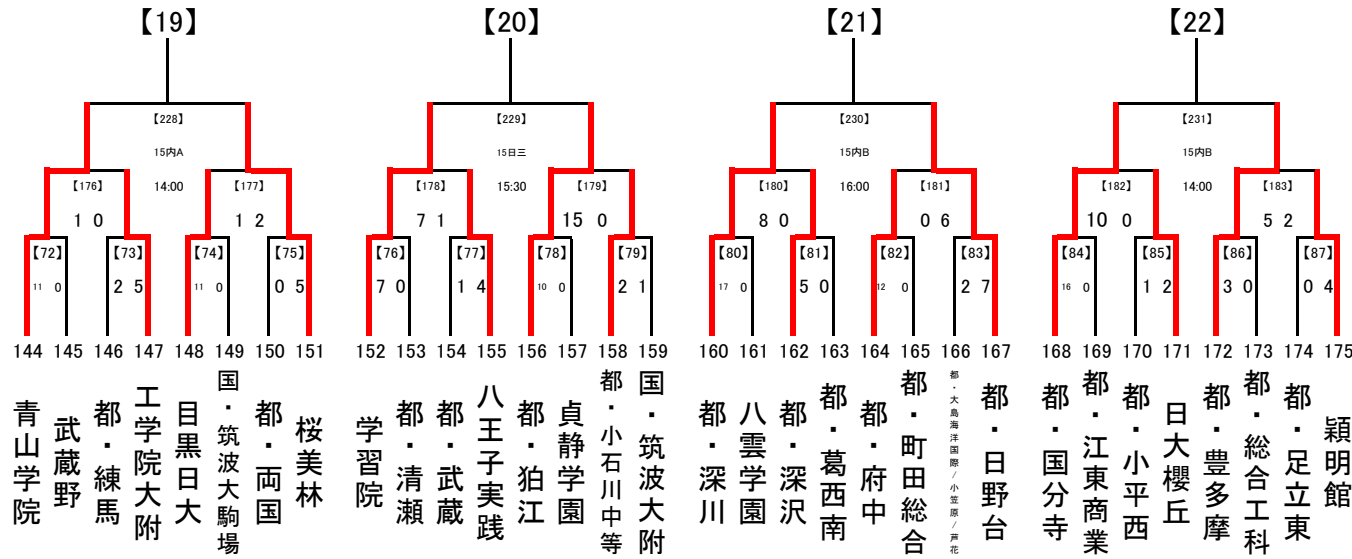 【19】 【20】 【21】 【22】
【228】 【229】 【230】 【231】
15内A 15日三 15内B 15内B
14:00 15:30 16:00 14:00
【176】 【177】 【178】 【179】 【180】 【181】 【182】 【183】
1 0 1 2 7 1 15 0 8 0 0 6 10 0 5 2
【72】 【73】 【74】 【75】 【76】 【77】 【78】 【79】 【80】 【81】 【82】 【83】 【84】 【85】 【86】 【87】
11 0 2 5 11 0 0 5 7 0 1 4 10 0 2 1 17 0 5 0 12 0 2 7 16 0 1 2 3 0 0 4
144 145 146 147 148 149 150 151 152 153 154 155 156 157 158 159 160 161 162 163 164 165 166 167 168 169 170 171 172 173 174 175
青山学院
武蔵野
都・練馬
工学院大附
目黒日大
国・筑波大駒場
都・両国
桜美林
学習院
都・清瀬
都・武蔵
八王子実践
都・狛江
貞静学園
都・小石川中等
国・筑波大附
都・深川
八雲学園
都・深沢
都・葛西南
都・府中
都・町田総合
都・大島海洋国際/小笠原/芦花
都・日野台
都・国分寺
都・江東商業
都・小平西
日大櫻丘
都・豊多摩
都・総合工科
都・足立東
穎明館